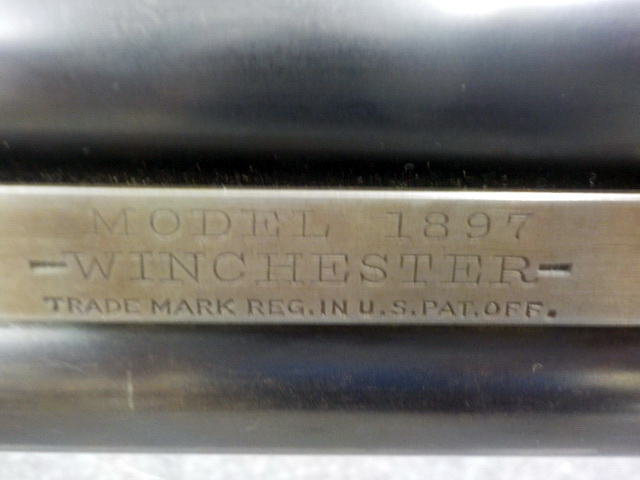 MODEL 1897
-WINCHESTER-
TRADE MARK REG. IN U.S. PAT. OFF.